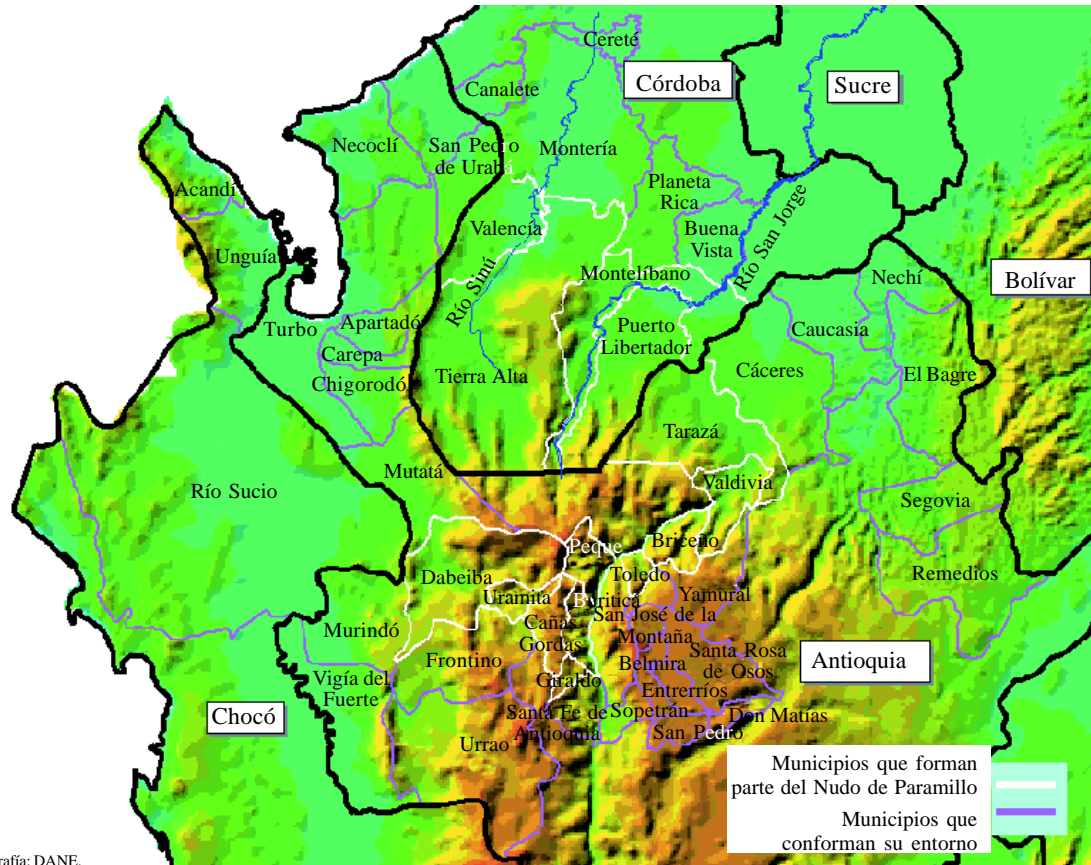 Cereté
Córdoba
Sucre
Canalete
Necoclí
San Pedro
de Urabá
Montería
Acandí
Planeta
Rica
Río San Jorge
Valencía
Buena
Vista
Unguía
Río Sinú
Montelíbano
Nechí
Bolívar
Turbo
Apartadó
Puerto
Libertador
Caucasia
Carepa
Chigorodó
Tierra Alta
Cáceres
El Bagre
Tarazá
Mutatá
Río Sucio
Valdivia
Segovia
Peque
Briceño
Dabeiba
Toledo
Remedios
Uramita
Buriticá
Yamural
San José de la
Montaña
Cañas
Gordas
Murindó
Frontino
Belmira
Santa Rosa
de Osos
Antioquia
Vigía del
Fuerte
Giraldo
Entrerríos
Chocó
Santa Fe de
Antioquia
Sopetrán
Don Matías
Urrao
San Pedro
Municipios que forman
parte del Nudo de Paramillo
Municipios que
conforman su entorno
rafía: DANE.